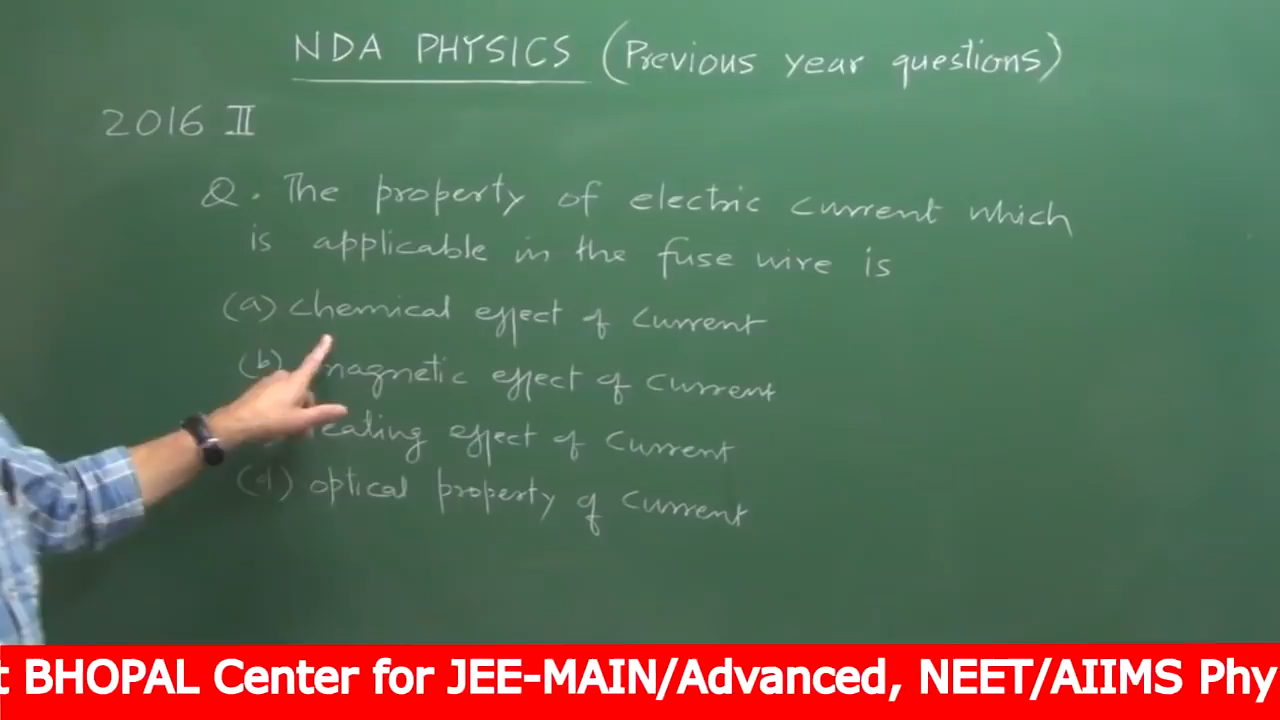 NDA PHYSICS (Previous year questions)
2016 II
Q. The property of electric current which
is applicable in the fuse wire is
(a) chemical effect of current
(b) magnetic effect of current
heating effect of current
(d) optical property of current
t BHOPAL Center for JEE-MAIN/Advanced, NEET/AIIMS Phy